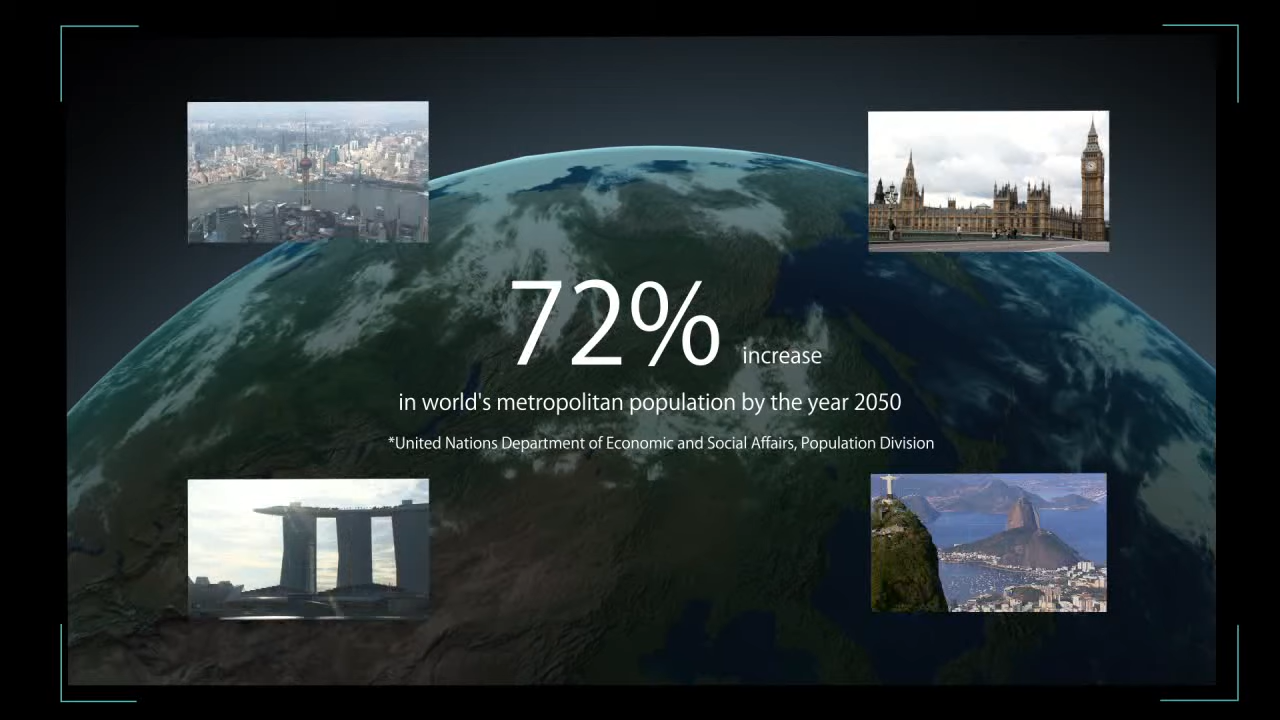 72% increase
in world's metropolitan population by the year 2050
*United Nations Department of Economic and Social Affairs, Population Division